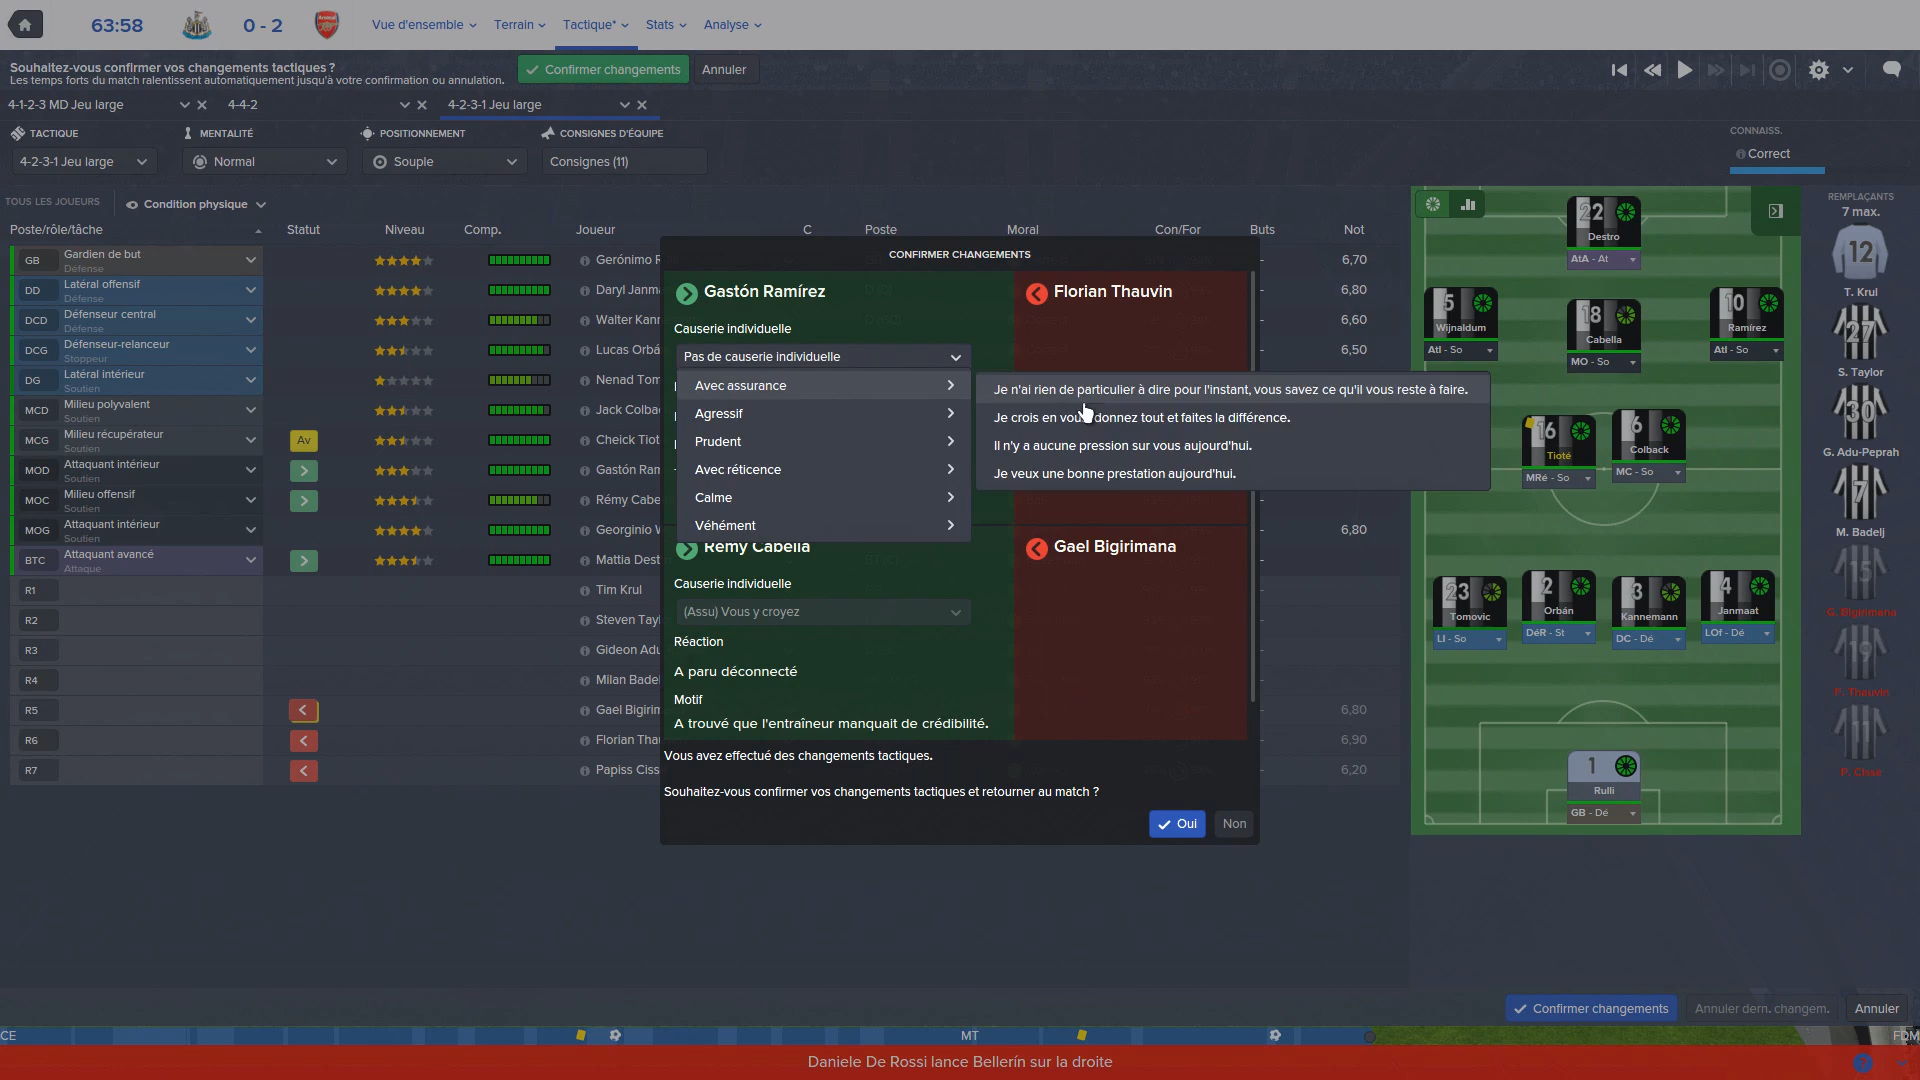 63:58
0 - 2
Vue d'ensemble
Terrain
Tactique*
Stats
Analyse
Souhaitez-vous confirmer vos changements tactiques ?
Les temps forts du match ralentissent automatiquement jusqu'à votre confirmation ou annulation.
Confirmer changements
Annuler
4-1-2-3 MD Jeu large
4-4-2
4-2-3-1 Jeu large
TACTIQUE
MENTALITÉ
POSITIONNEMENT
CONSIGNES D'ÉQUIPE
4-2-3-1 Jeu large
Normal
Souple
Consignes (11)
CONNAISS.
Correct
TOUS LES JOUEURS
Condition physique
Poste/rôle/tâche
Statut
Niveau
Comp.
Joueur
C
Poste
Moral
Con/For
Buts
Not
GB Gardien de but
Défense
Gerónimo R
- 6,70
DD Latéral offensif
Défense
Daryl Janma
- 6,80
DCD Défenseur central
Défense
Walter Kann
- 6,60
DCG Défenseur-relanceur
Stoppeur
Lucas Orbá
- 6,50
DG Latéral intérieur
Soutien
Nenad Tom
MCD Milieu polyvalent
Soutien
Jack Colba
MCG Milieu récupérateur
Soutien
Av
Cheick Tiot
MOD Attaquant intérieur
Soutien
Gastón Ram
MOC Milieu offensif
Soutien
Rémy Cabe
MOG Attaquant intérieur
Soutien
Georginio W
- 6,80
BTC Attaquant avancé
Attaque
Mattia Dest
R1 Tim Krul
R2 Steven Tayl
R3 Gideon Adu
R4 Milan Badel
R5 Gael Bigirim
- 6,80
R6 Florian Tha
- 6,90
R7 Papiss Ciss
- 6,20
CONFIRMER CHANGEMENTS
Gastón Ramírez
Florian Thauvin
Causerie individuelle
Pas de causerie individuelle
Avec assurance
Agressif
Prudent
Avec réticence
Calme
Véhément
Je n'ai rien de particulier à dire pour l'instant, vous savez ce qu'il vous reste à faire.
Je crois en vous, donnez tout et faites la différence.
Il n'y a aucune pression sur vous aujourd'hui.
Je veux une bonne prestation aujourd'hui.
Rémy Cabella
Gael Bigirimana
Causerie individuelle
(Assu) Vous y croyez
Réaction
A paru déconnecté
Motif
A trouvé que l'entraîneur manquait de crédibilité.
Vous avez effectué des changements tactiques.
Souhaitez-vous confirmer vos changements tactiques et retourner au match ?
Oui
Non
22
Destro
AtA - At
5
Wijnaldum
AtI - So
18
Cabella
MO - So
10
Ramírez
AtI - So
16
Tioté
MRé - So
6
Colback
MC - So
23
Tomovic
LI - So
2
Orbán
DéR - St
3
Kannemann
DC - Dé
4
Janmaat
LOf - Dé
1
Rulli
GB - Dé
REMPLAÇANTS
7 max.
12
T. Krul
27
S. Taylor
30
G. Adu-Peprah
7
M. Badelj
15
G. Bigirimana
19
F. Thauvin
11
P. Cisse
Confirmer changements
Annuler dern. changem.
Annuler
CE
MT
FDM
Daniele De Rossi lance Bellerín sur la droite